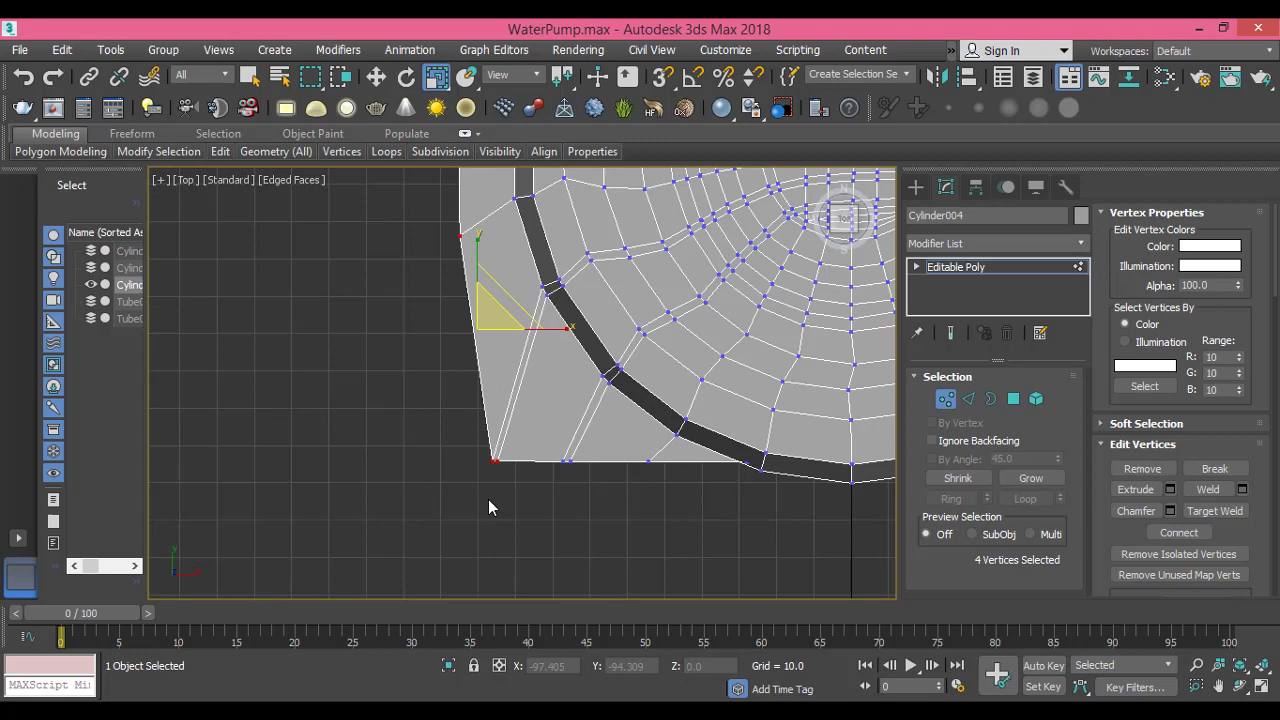 WaterPump.max - Autodesk 3ds Max 2018
File Edit Tools Group Views Create Modifiers Animation Graph Editors Rendering Civil View Customize Scripting Content » Sign In Workspaces: Default
All View Create Selection Se
Modeling Freeform Selection Object Paint Populate
Polygon Modeling Modify Selection Edit Geometry (All) Vertices Loops Subdivision Visibility Align Properties
Select
Name (Sorted As
Cylind
Cylind
Cylind
Tube0
Tube0
[+] [Top] [Standard] [Edged Faces]
y
x
N
S
Cylinder004
Modifier List
Editable Poly
Selection
By Vertex
Ignore Backfacing
By Angle: 45.0
Shrink Grow
Ring Loop
Preview Selection
Off SubObj Multi
4 Vertices Selected
Vertex Properties
Edit Vertex Colors
Color:
Illumination:
Alpha: 100.0
Select Vertices By
Color
Illumination Range:
R: 10
G: 10
B: 10
Select
Soft Selection
Edit Vertices
Remove Break
Extrude Weld
Chamfer Target Weld
Connect
Remove Isolated Vertices
Remove Unused Map Verts
< 0 / 100 >
0 5 10 15 20 25 30 35 40 45 50 55 60 65 70 75 80 85 90 95 100
1 Object Selected X: -97.405 Y: -94.309 Z: 0.0 Grid = 10.0 Auto Key Selected
MAXScript Mi Add Time Tag 0 Set Key Key Filters...